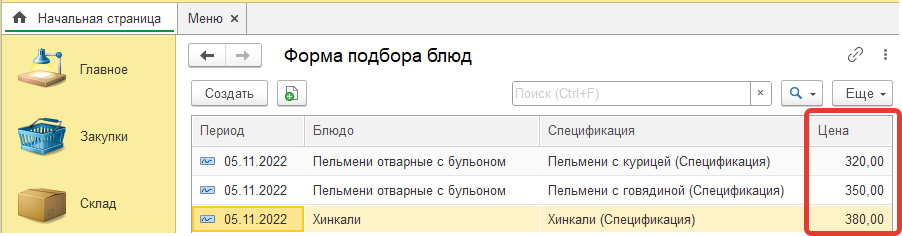 Начальная страница Меню ×
Главное
Закупки
Склад
Форма подбора блюд
Создать Поиск (Ctrl+F) × Еще
Период Блюдо Спецификация Цена
05.11.2022 Пельмени отварные с бульоном Пельмени с курицей (Спецификация) 320,00
05.11.2022 Пельмени отварные с бульоном Пельмени с говядиной (Спецификация) 350,00
05.11.2022 Хинкали Хинкали (Спецификация) 380,00